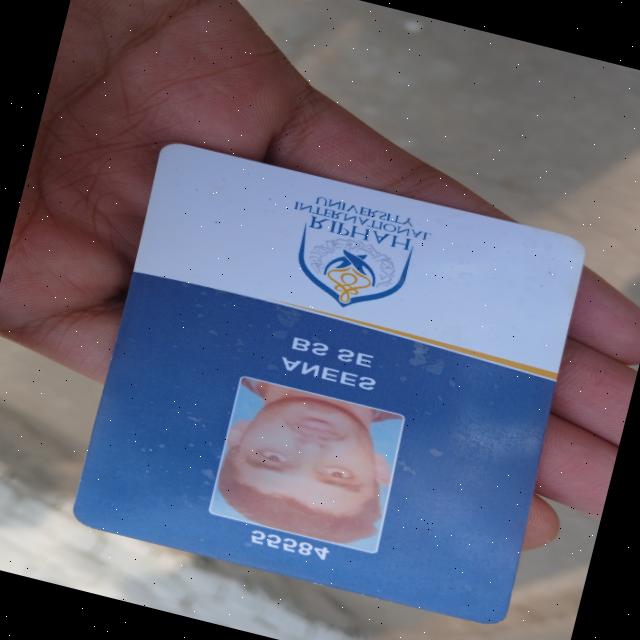 55584
ANEES
BS SE
RIPHAH
INTERNATIONAL
UNIVERSITY